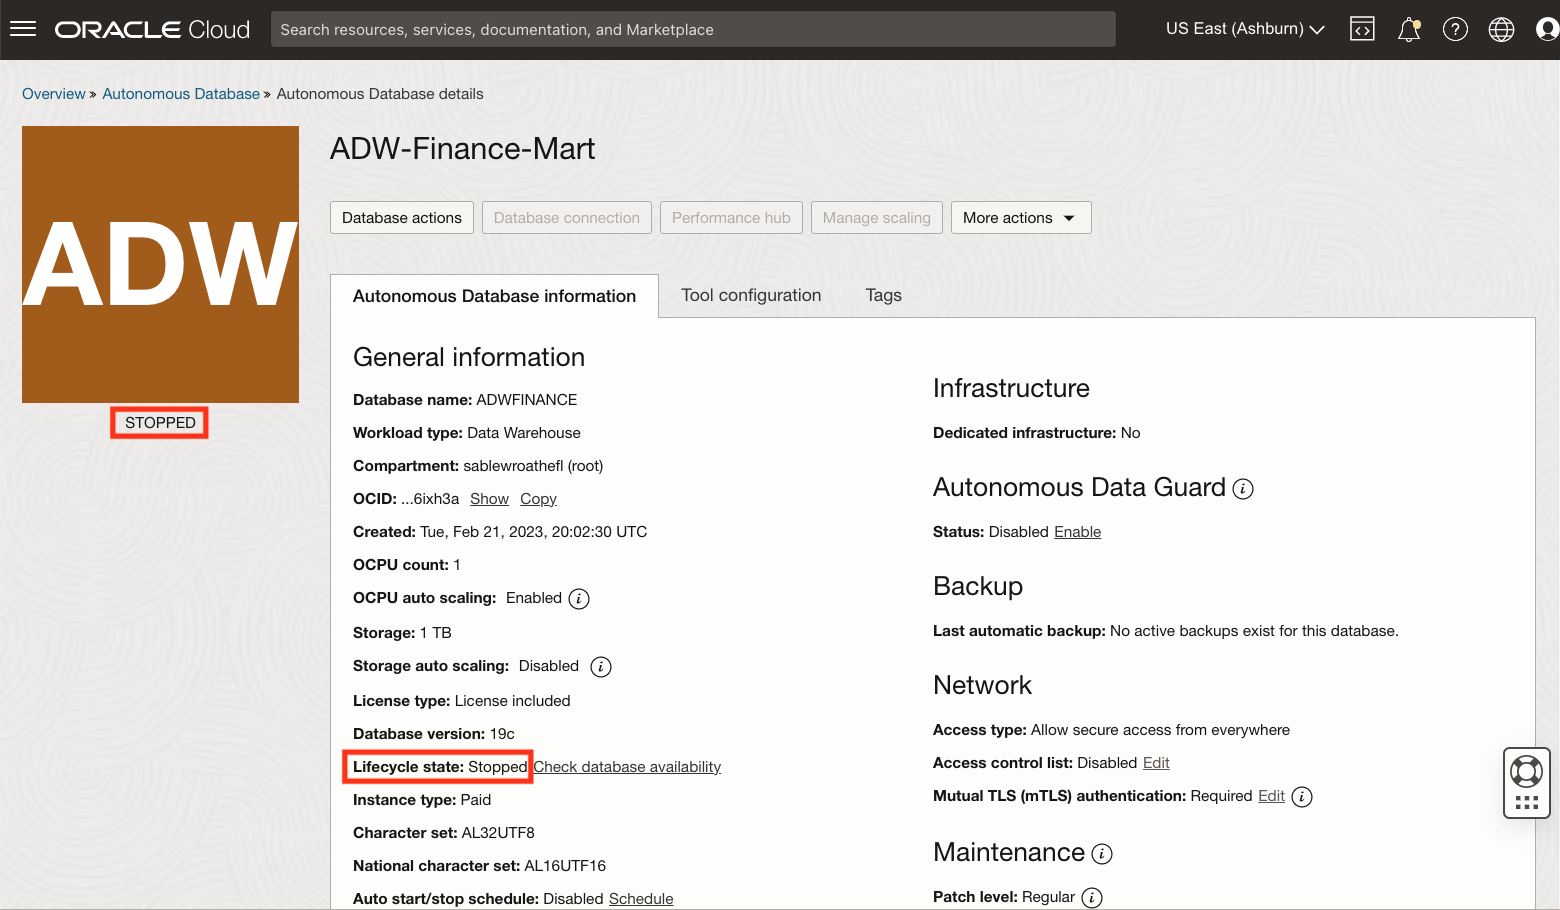 ORACLE Cloud
Search resources, services, documentation, and Marketplace
US East (Ashburn)
Overview » Autonomous Database » Autonomous Database details
ADW
STOPPED
ADW-Finance-Mart
Database actions
Database connection
Performance hub
Manage scaling
More actions
Autonomous Database information
Tool configuration
Tags
General information
Database name: ADWFINANCE
Workload type: Data Warehouse
Compartment: sablewroathefl (root)
OCID: ...6ixh3a Show Copy
Created: Tue, Feb 21, 2023, 20:02:30 UTC
OCPU count: 1
OCPU auto scaling: Enabled i
Storage: 1 TB
Storage auto scaling: Disabled i
License type: License included
Database version: 19c
Lifecycle state: Stopped Check database availability
Instance type: Paid
Character set: AL32UTF8
National character set: AL16UTF16
Auto start/stop schedule: Disabled Schedule
Infrastructure
Dedicated infrastructure: No
Autonomous Data Guard i
Status: Disabled Enable
Backup
Last automatic backup: No active backups exist for this database.
Network
Access type: Allow secure access from everywhere
Access control list: Disabled Edit
Mutual TLS (mTLS) authentication: Required Edit i
Maintenance i
Patch level: Regular i